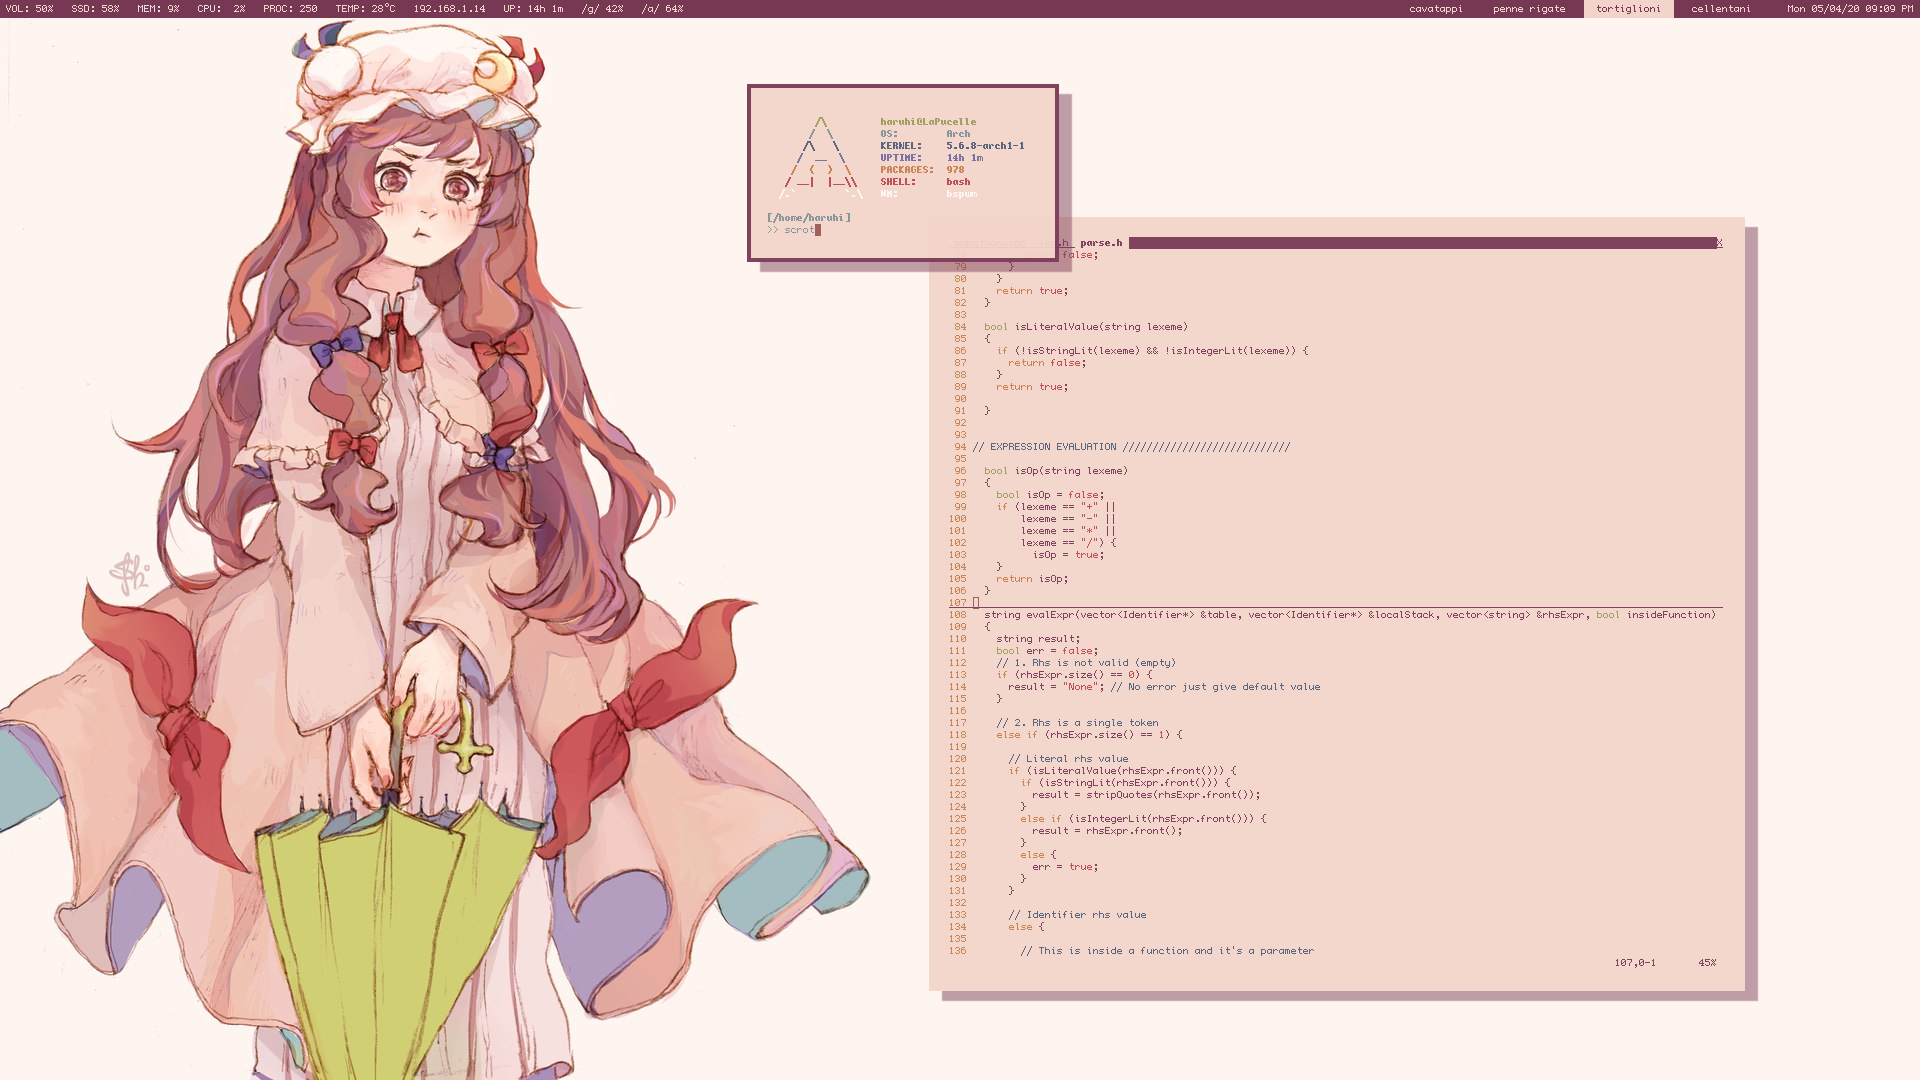 VOL: 50% SSD: 58% MEM: 9% CPU: 2% PROC: 250 TEMP: 28°C 192.168.1.14 UP: 14h 1m /g/ 42% /a/ 64% cavatappi penne rigate tortiglioni cellentani Mon 05/04/20 09:09 PM
haruhi@LaPucelle
OS: Arch
KERNEL: 5.6.8-arch1-1
UPTIME: 14h 1m
PACKAGES: 978
SHELL: bash
WM: bspwm
[/home/haruhi]
>> scrot
parse.h X
false;
79 }
80 }
81 return true;
82 }
83
84 bool isLiteralValue(string lexeme)
85 {
86 if (!isStringLit(lexeme) && !isIntegerLit(lexeme)) {
87 return false;
88 }
89 return true;
90
91 }
92
93
94 // EXPRESSION EVALUATION ////////////////////////////
95
96 bool isOp(string lexeme)
97 {
98 bool isOp = false;
99 if (lexeme == "+" ||
100 lexeme == "-" ||
101 lexeme == "*" ||
102 lexeme == "/") {
103 isOp = true;
104 }
105 return isOp;
106 }
107
108 string evalExpr(vector<Identifier*> &table, vector<Identifier*> &localStack, vector<string> &rhsExpr, bool insideFunction)
109 {
110 string result;
111 bool err = false;
112 // 1. Rhs is not valid (empty)
113 if (rhsExpr.size() == 0) {
114 result = "None"; // No error just give default value
115 }
116
117 // 2. Rhs is a single token
118 else if (rhsExpr.size() == 1) {
119
120 // Literal rhs value
121 if (isLiteralValue(rhsExpr.front())) {
122 if (isStringLit(rhsExpr.front())) {
123 result = stripQuotes(rhsExpr.front());
124 }
125 else if (isIntegerLit(rhsExpr.front())) {
126 result = rhsExpr.front();
127 }
128 else {
129 err = true;
130 }
131 }
132
133 // Identifier rhs value
134 else {
135
136 // This is inside a function and it's a parameter
107,0-1 45%